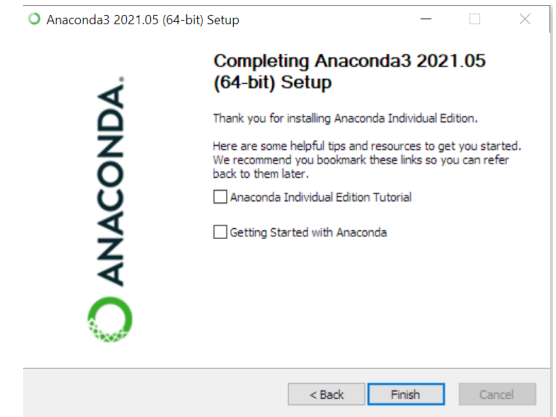 Anaconda3 2021.05 (64-bit) Setup
Completing Anaconda3 2021.05
(64-bit) Setup
Thank you for installing Anaconda Individual Edition.
Here are some helpful tips and resources to get you started.
We recommend you bookmark these links so you can refer
back to them later.
Anaconda Individual Edition Tutorial
Getting Started with Anaconda
ANACONDA.
< Back
Finish
Cancel